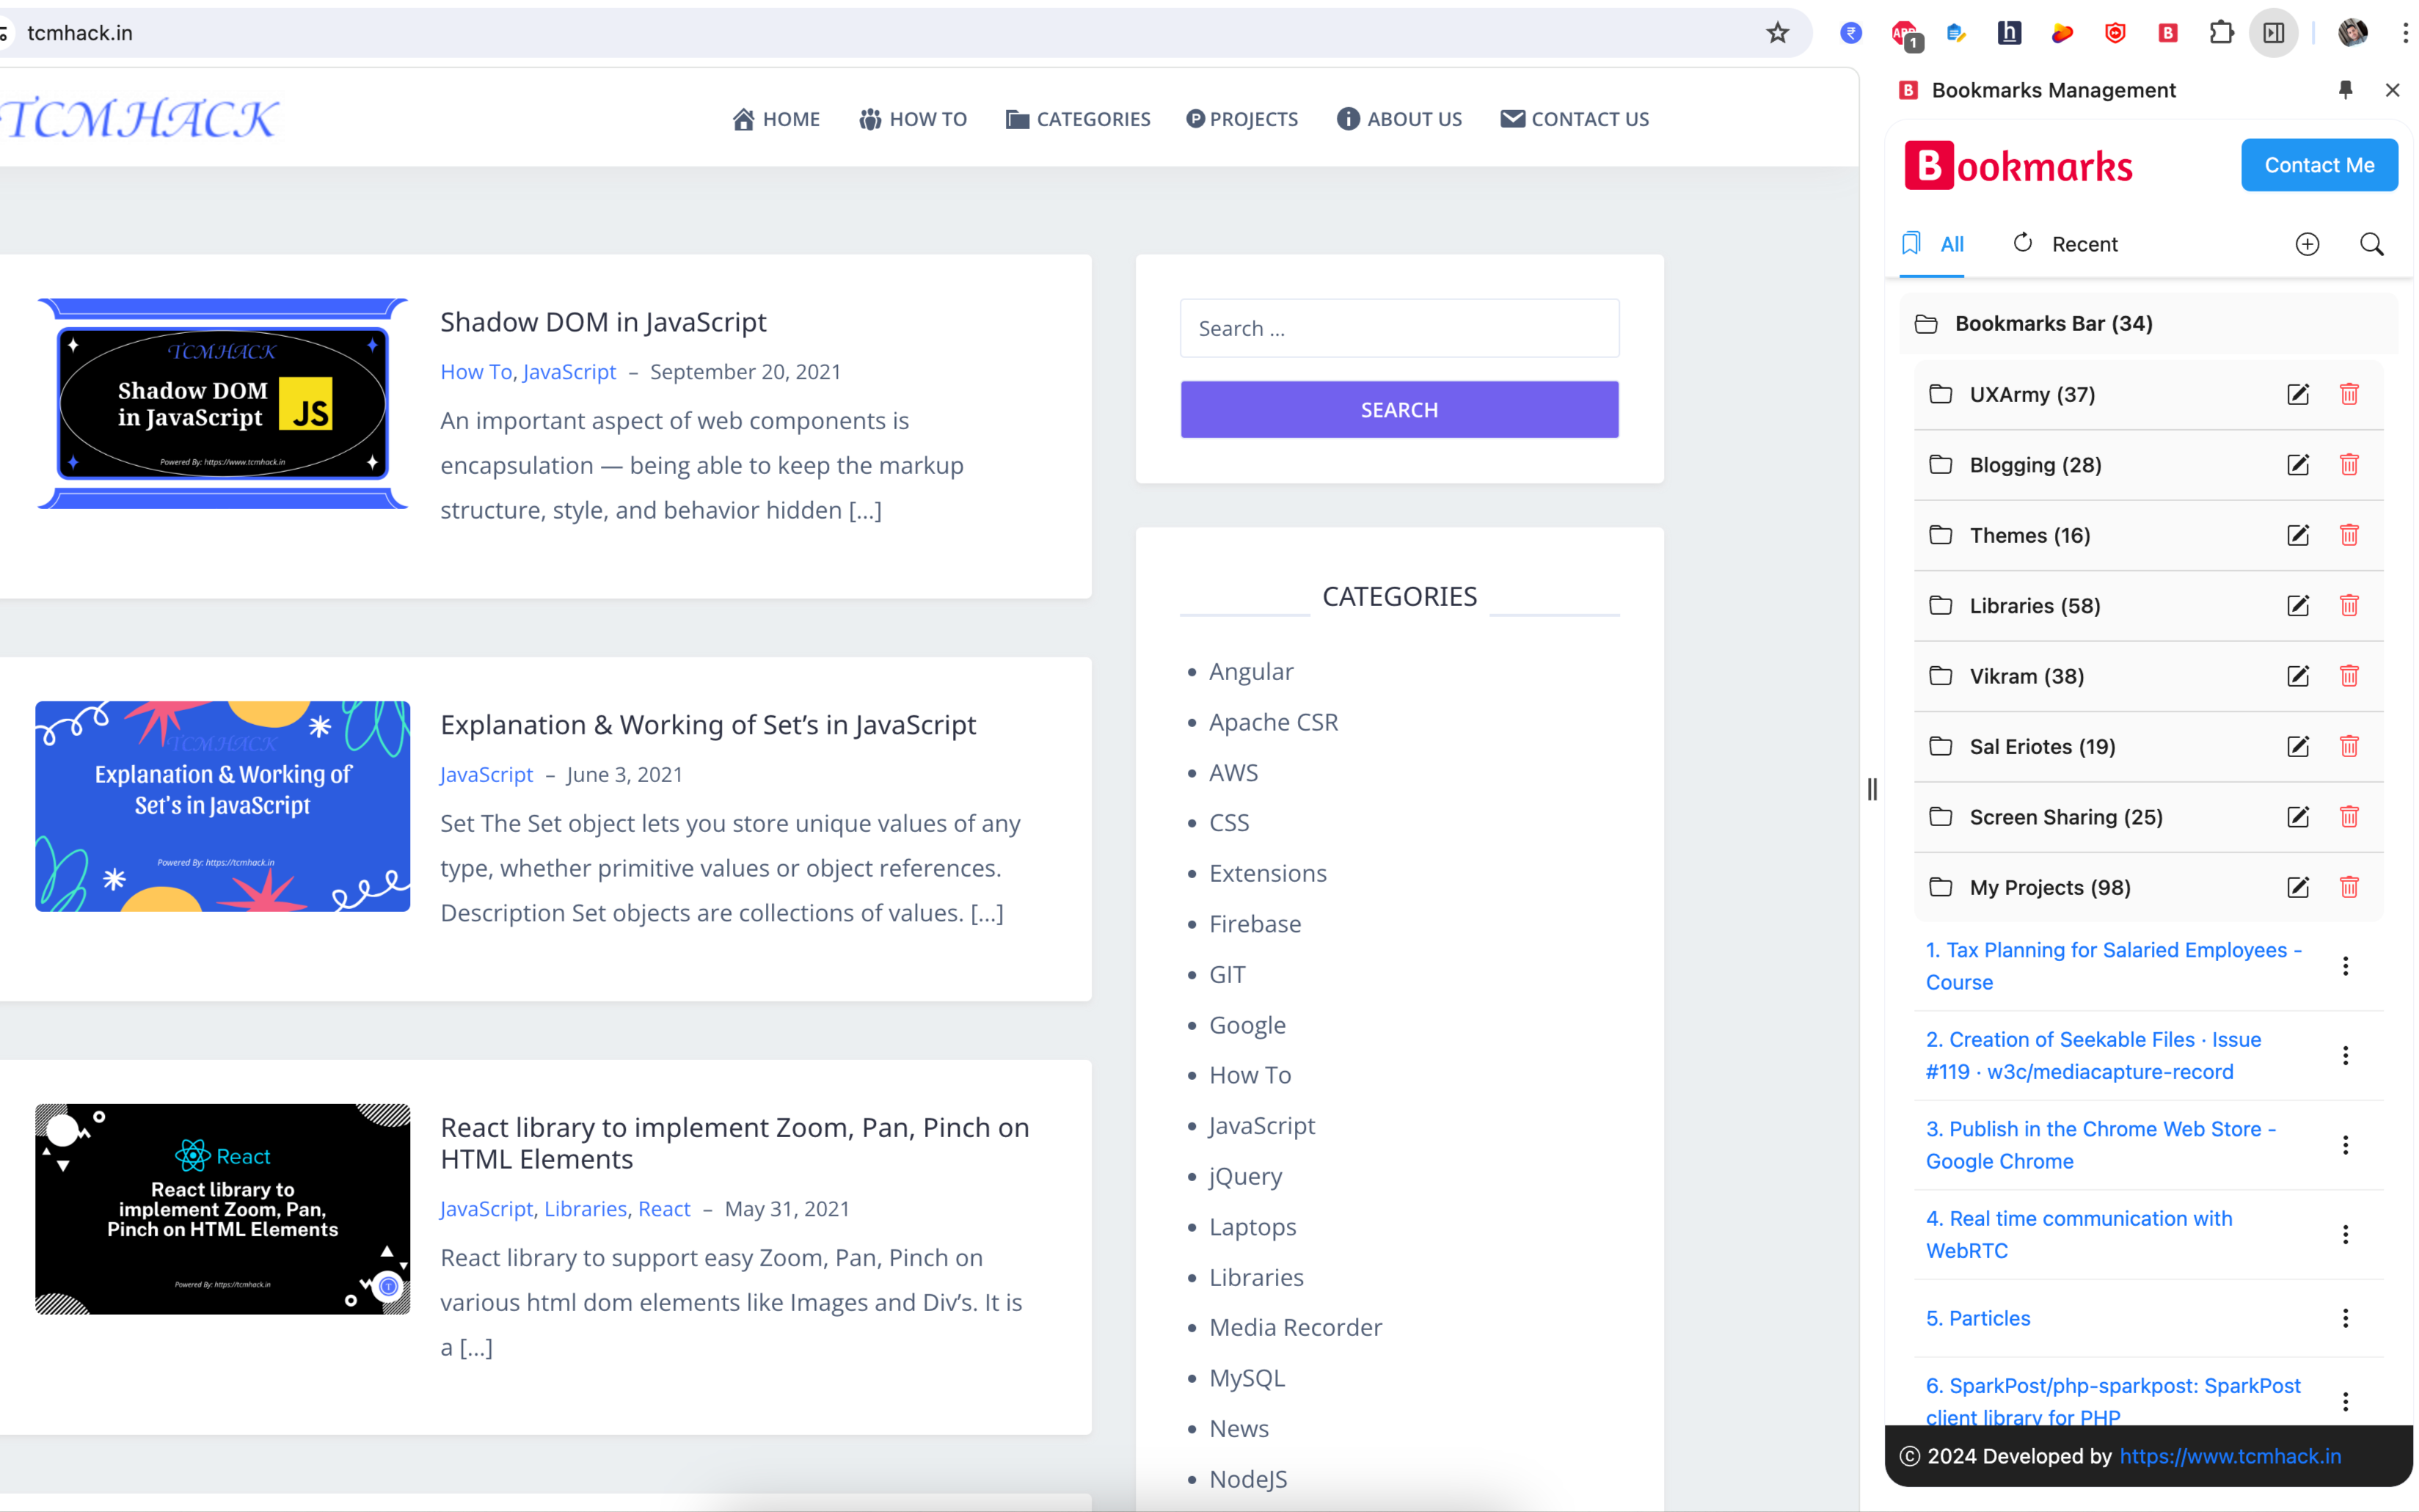 tcmhack.in
1
TCMHACK
HOME
HOW TO
CATEGORIES
PROJECTS
ABOUT US
CONTACT US
TCMHACK
Shadow DOM
in JavaScript
JS
Powered By: https://www.tcmhack.in
Shadow DOM in JavaScript
How To, JavaScript – September 20, 2021
An important aspect of web components is
encapsulation — being able to keep the markup
structure, style, and behavior hidden [...]
TCMHACK
Explanation & Working of
Set's in JavaScript
Powered By: https://tcmhack.in
Explanation & Working of Set’s in JavaScript
JavaScript – June 3, 2021
Set The Set object lets you store unique values of any
type, whether primitive values or object references.
Description Set objects are collections of values. [...]
React
React library to
implement Zoom, Pan,
Pinch on HTML Elements
Powered By: https://tcmhack.in
T
React library to implement Zoom, Pan, Pinch on
HTML Elements
JavaScript, Libraries, React – May 31, 2021
React library to support easy Zoom, Pan, Pinch on
various html dom elements like Images and Div’s. It is
a [...]
Search ...
SEARCH
CATEGORIES
Angular
Apache CSR
AWS
CSS
Extensions
Firebase
GIT
Google
How To
JavaScript
jQuery
Laptops
Libraries
Media Recorder
MySQL
News
NodeJS
B Bookmarks Management
Bookmarks
Contact Me
All
Recent
Bookmarks Bar (34)
UXArmy (37)
Blogging (28)
Themes (16)
Libraries (58)
Vikram (38)
Sal Eriotes (19)
Screen Sharing (25)
My Projects (98)
1. Tax Planning for Salaried Employees -
Course
2. Creation of Seekable Files · Issue
#119 · w3c/mediacapture-record
3. Publish in the Chrome Web Store -
Google Chrome
4. Real time communication with
WebRTC
5. Particles
6. SparkPost/php-sparkpost: SparkPost
client library for PHP
© 2024 Developed by https://www.tcmhack.in